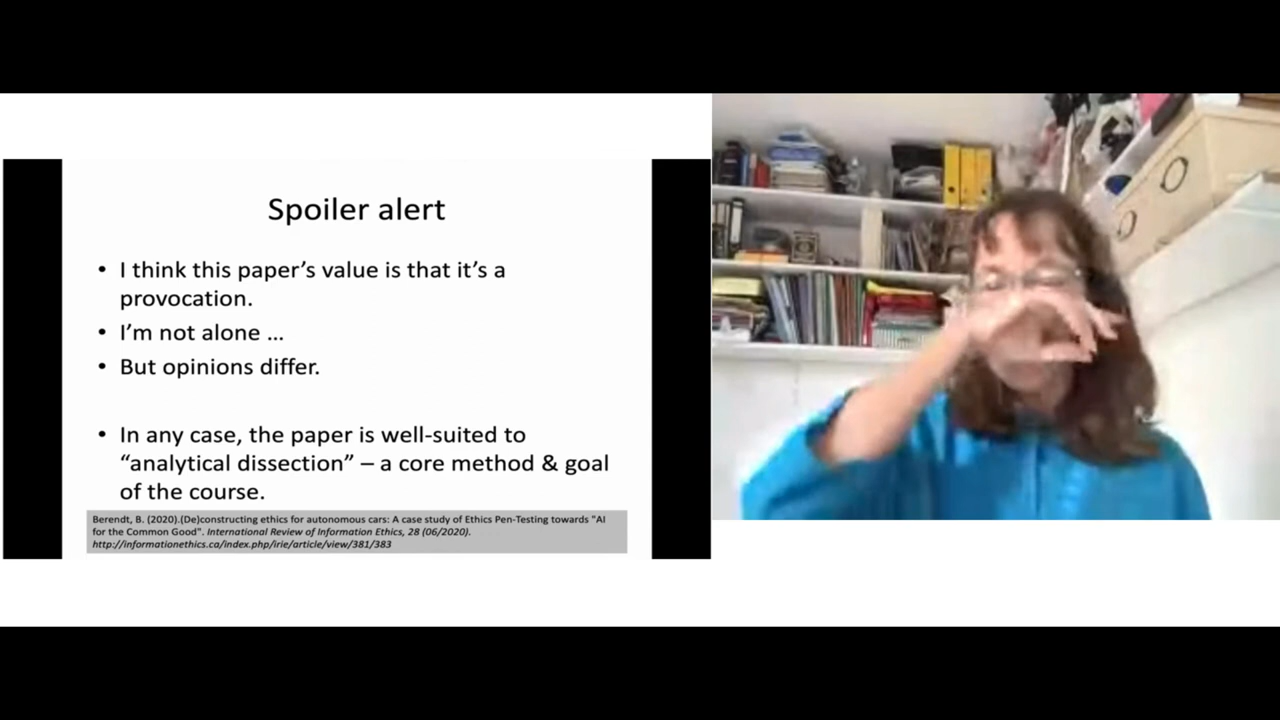 Spoiler alert
• I think this paper's value is that it's a
provocation.
• I'm not alone …
• But opinions differ.
• In any case, the paper is well-suited to
“analytical dissection” – a core method & goal
of the course.
Berendt, B. (2020).(De)constructing ethics for autonomous cars: A case study of Ethics Pen-Testing towards "AI
for the Common Good". International Review of Information Ethics, 28 (06/2020).
http://informationethics.ca/index.php/irie/article/view/381/383